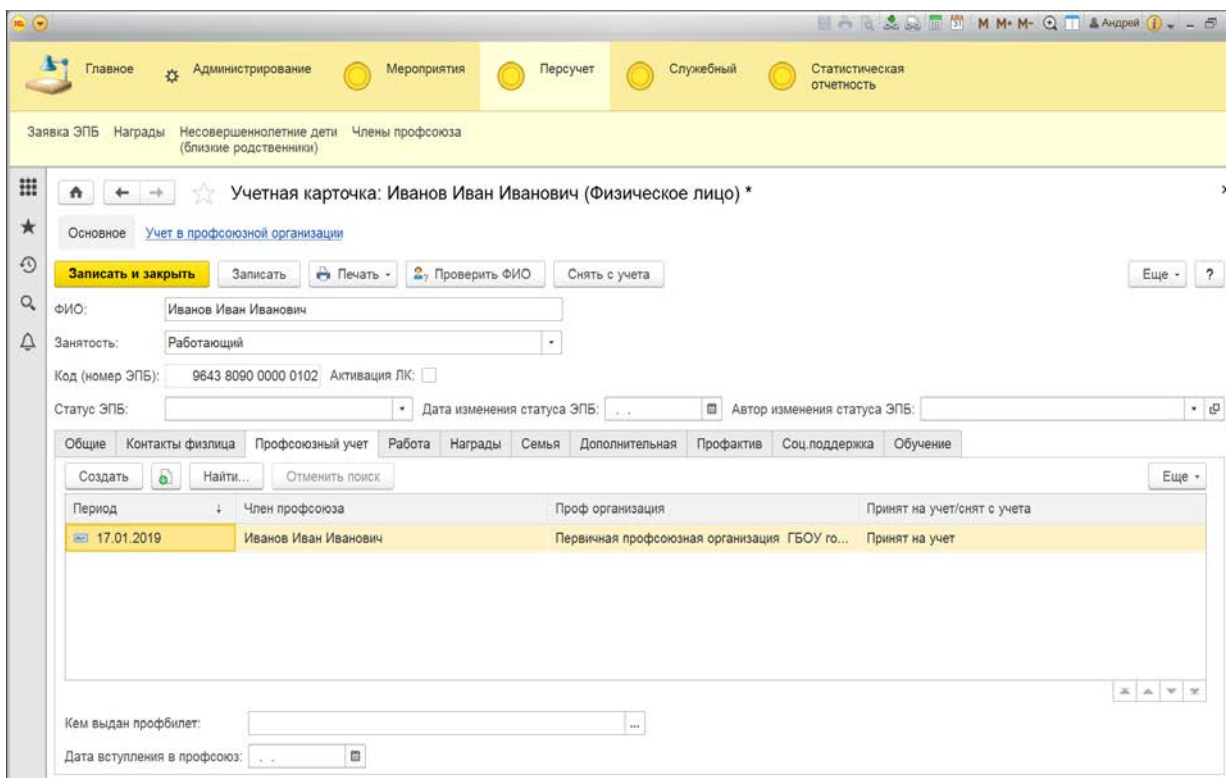 1С M M+ M- 31 Андрей
Главное Администрирование Мероприятия Персучет Служебный Статистическая
отчетность
Заявка ЭПБ Награды Несовершеннолетние дети Члены профсоюза
(близкие родственники)
Учетная карточка: Иванов Иван Иванович (Физическое лицо) *
Основное Учет в профсоюзной организации
Записать и закрыть Записать Печать Проверить ФИО Снять с учета Еще ?
ФИО: Иванов Иван Иванович
Занятость: Работающий
Код (номер ЭПБ): 9643 8090 0000 0102 Активация ЛК:
Статус ЭПБ: Дата изменения статуса ЭПБ: . . Автор изменения статуса ЭПБ:
Общие Контакты физлица Профсоюзный учет Работа Награды Семья Дополнительная Профактив Соц.поддержка Обучение
Создать Найти... Отменить поиск Еще
Период ↓ Член профсоюза Проф организация Принят на учет/снят с учета
17.01.2019 Иванов Иван Иванович Первичная профсоюзная организация ГБОУ го... Принят на учет
Кем выдан профбилет: ...
Дата вступления в профсоюз: . .